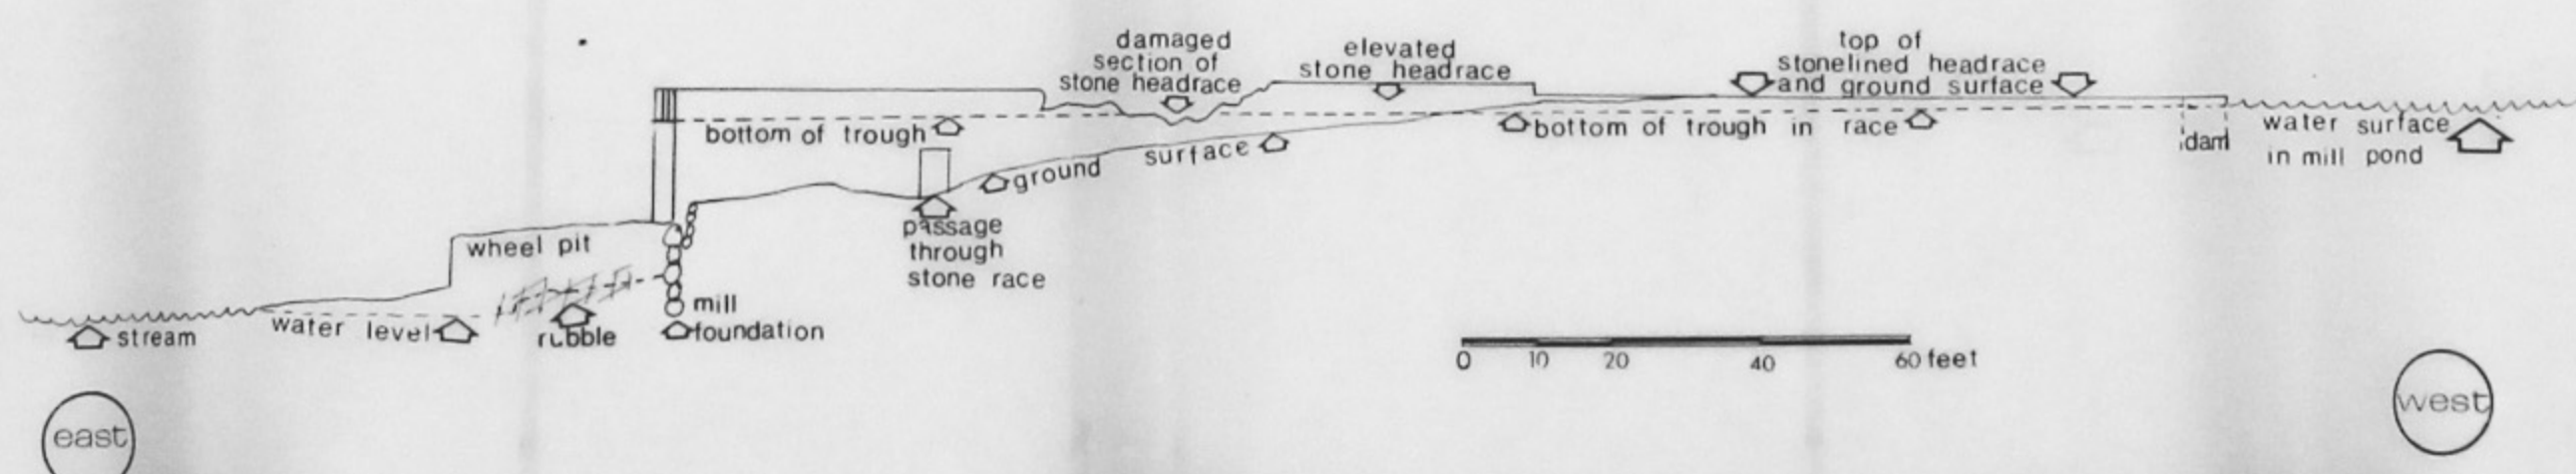 damaged
section of
stone headrace
elevated
stone headrace
top of
stonelined headrace
and ground surface
bottom of trough
bottom of trough in race
water surface
in mill pond
dam
ground surface
passage
through
stone race
wheel pit
mill
foundation
stream
water level
rubble
0 10 20 40 60 feet
east
west